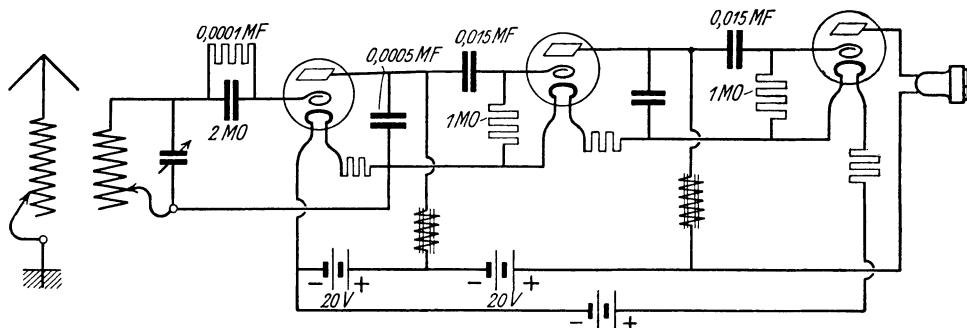 0,0001 MF
2 MO
0,0005 MF
0,015 MF
1 MO
0,015 MF
1 MO
- +
20 V
- +
20 V
- +